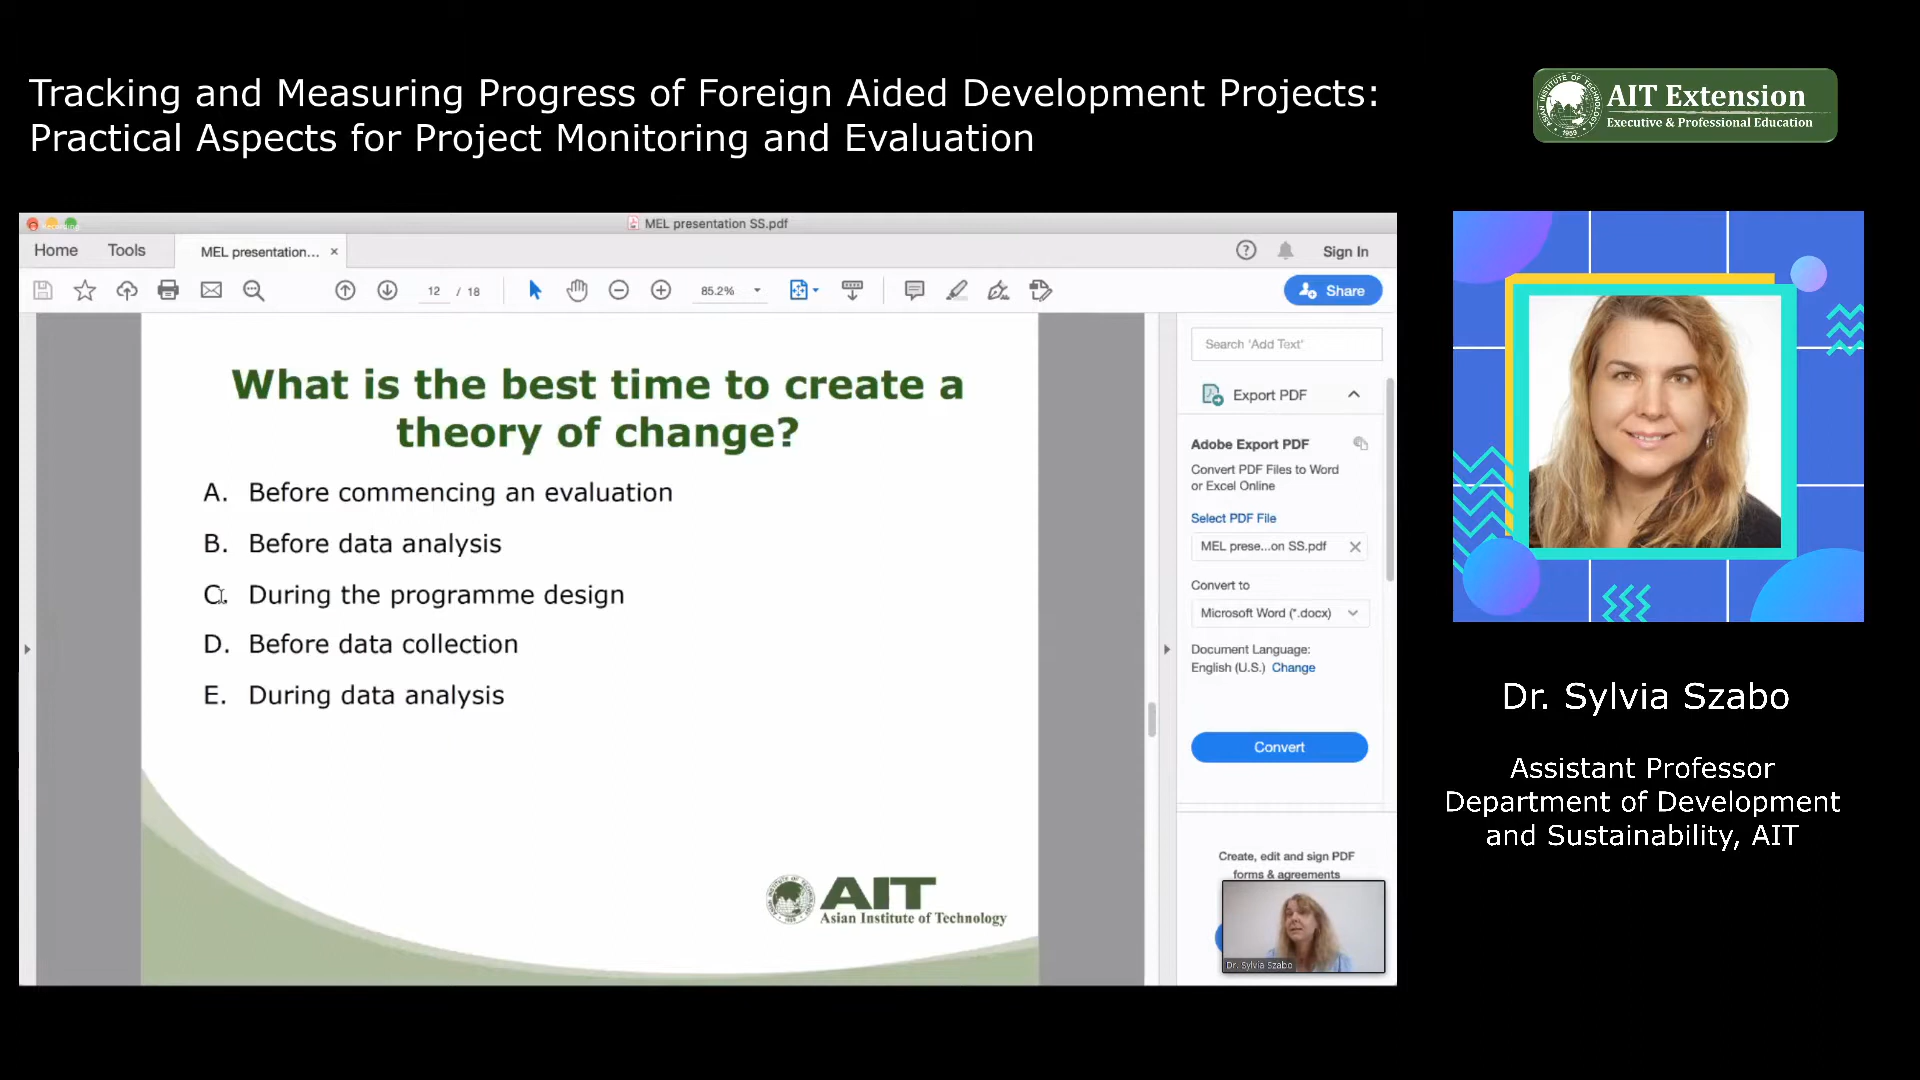 Tracking and Measuring Progress of Foreign Aided Development Projects:
Practical Aspects for Project Monitoring and Evaluation
AIT Extension
Executive & Professional Education
ASIAN INSTITUTE OF TECHNOLOGY
1959
MEL presentation SS.pdf
Home
Tools
MEL presentation... ×
Sign In
12 / 18
85.2%
Share
What is the best time to create a
theory of change?
A. Before commencing an evaluation
B. Before data analysis
C. During the programme design
D. Before data collection
E. During data analysis
AIT
Asian Institute of Technology
Search 'Add Text'
Export PDF
Adobe Export PDF
Convert PDF Files to Word
or Excel Online
Select PDF File
MEL prese...on SS.pdf
Convert to
Microsoft Word (*.docx)
Document Language:
English (U.S.) Change
Convert
Create, edit and sign PDF
forms & agreements
Dr. Sylvia Szabo
Dr. Sylvia Szabo
Assistant Professor
Department of Development
and Sustainability, AIT